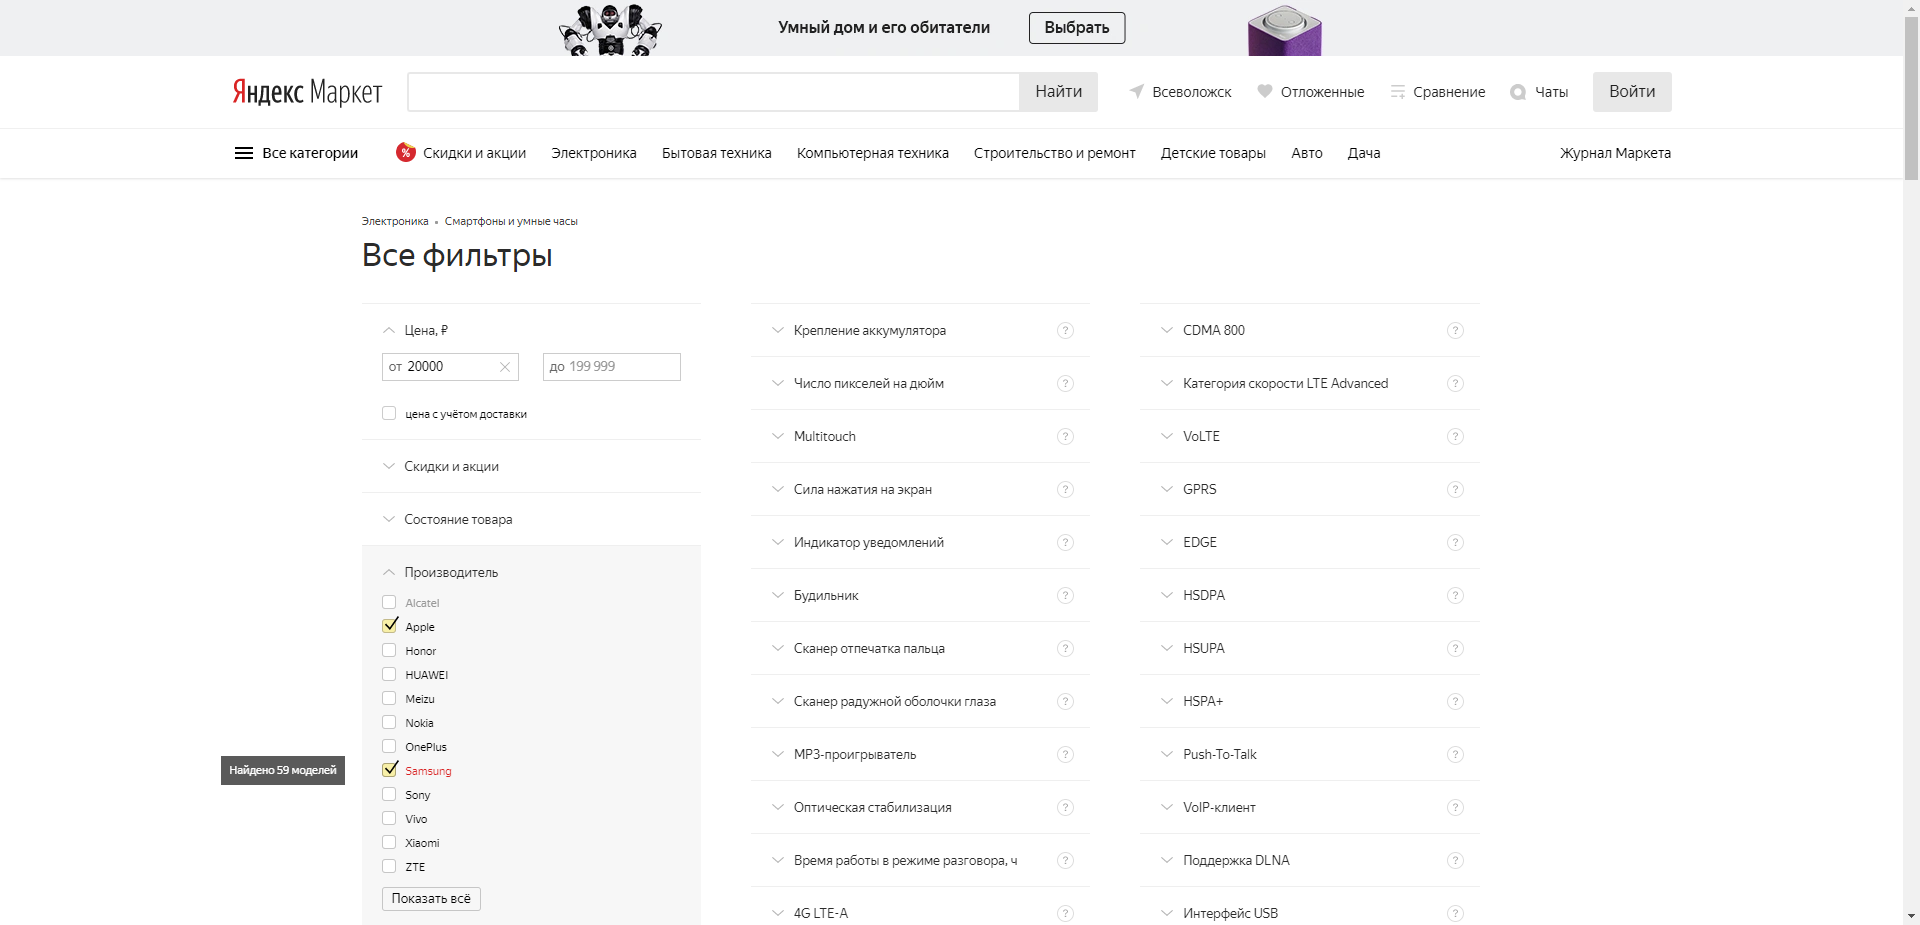 Умный дом и его обитатели
Выбрать
Яндекс Маркет
Найти
Всеволожск
Отложенные
Сравнение
Чаты
Войти
Все категории
%
Скидки и акции
Электроника
Бытовая техника
Компьютерная техника
Строительство и ремонт
Детские товары
Авто
Дача
Журнал Маркета
Электроника • Смартфоны и умные часы
Все фильтры
Цена, ₽
от 20000
до 199 999
цена с учётом доставки
Скидки и акции
Состояние товара
Производитель
Alcatel
Apple
Honor
HUAWEI
Meizu
Nokia
OnePlus
Найдено 59 моделей
Samsung
Sony
Vivo
Xiaomi
ZTE
Показать всё
Крепление аккумулятора ?
Число пикселей на дюйм ?
Multitouch ?
Сила нажатия на экран ?
Индикатор уведомлений ?
Будильник ?
Сканер отпечатка пальца ?
Сканер радужной оболочки глаза ?
MP3-проигрыватель ?
Оптическая стабилизация ?
Время работы в режиме разговора, ч ?
4G LTE-A ?
CDMA 800 ?
Категория скорости LTE Advanced ?
VoLTE ?
GPRS ?
EDGE ?
HSDPA ?
HSUPA ?
HSPA+ ?
Push-To-Talk ?
VoIP-клиент ?
Поддержка DLNA ?
Интерфейс USB ?